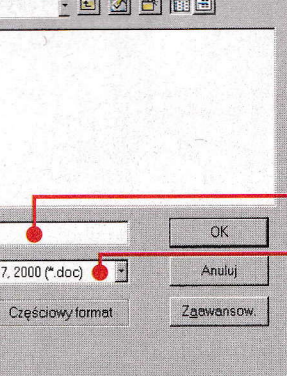 OK
7, 2000 (*.doc)
Anuluj
Częściowy format
Zaawansow.